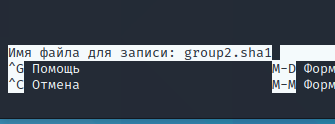 Имя файла для записи: group2.sha1
^G Помощь M-D Форм
^C Отмена M-M Форм